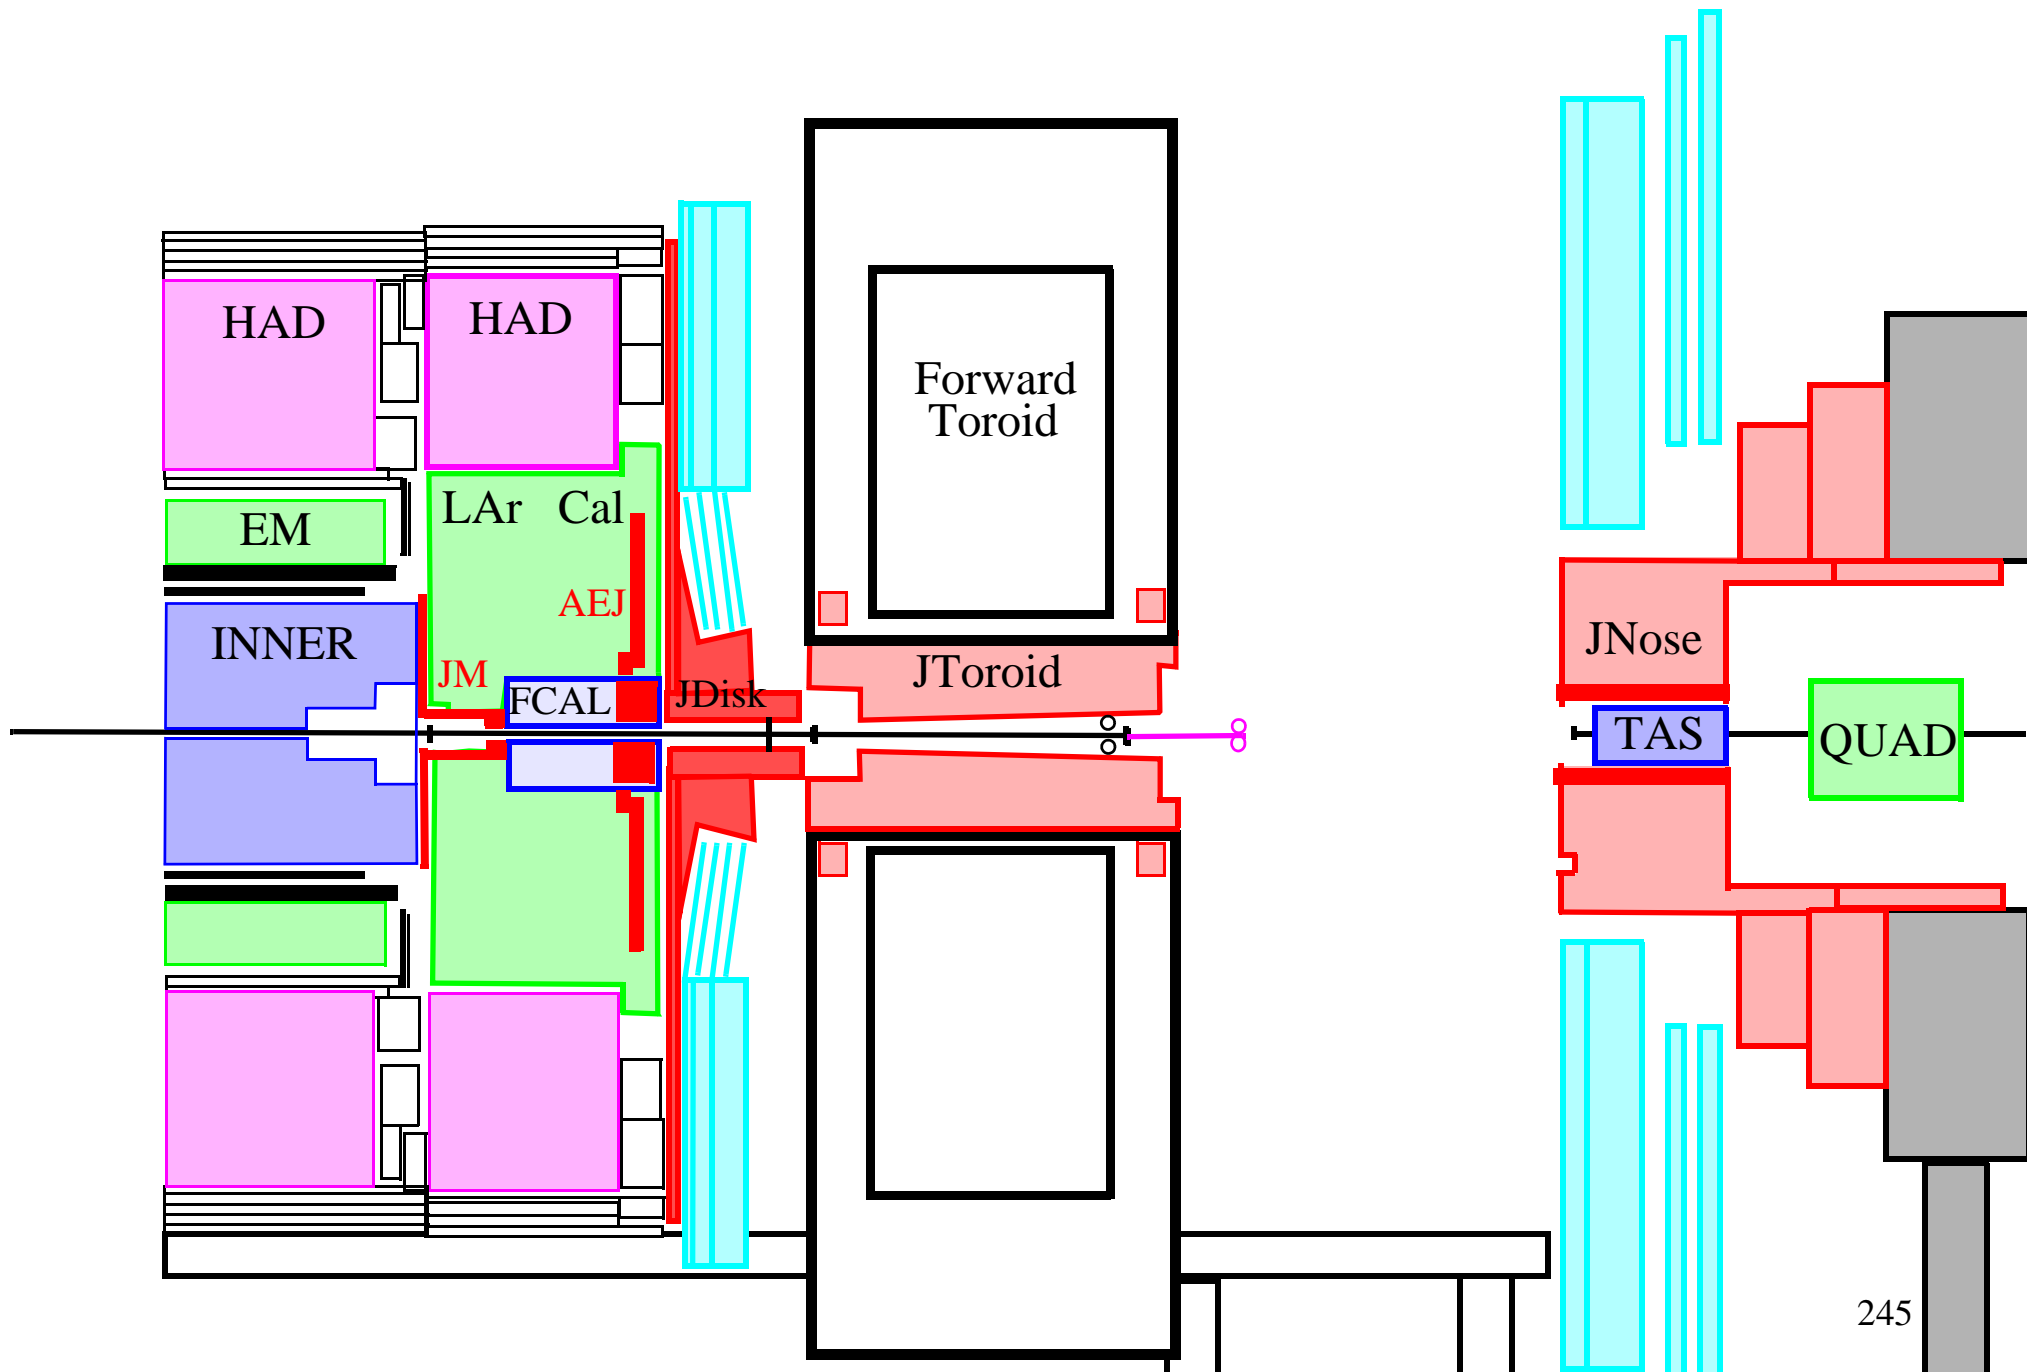 HAD
HAD
Forward
Toroid
LAr Cal
EM
AEJ
INNER
JNose
JM
JToroid
FCAL
JDisk
TAS
QUAD
245